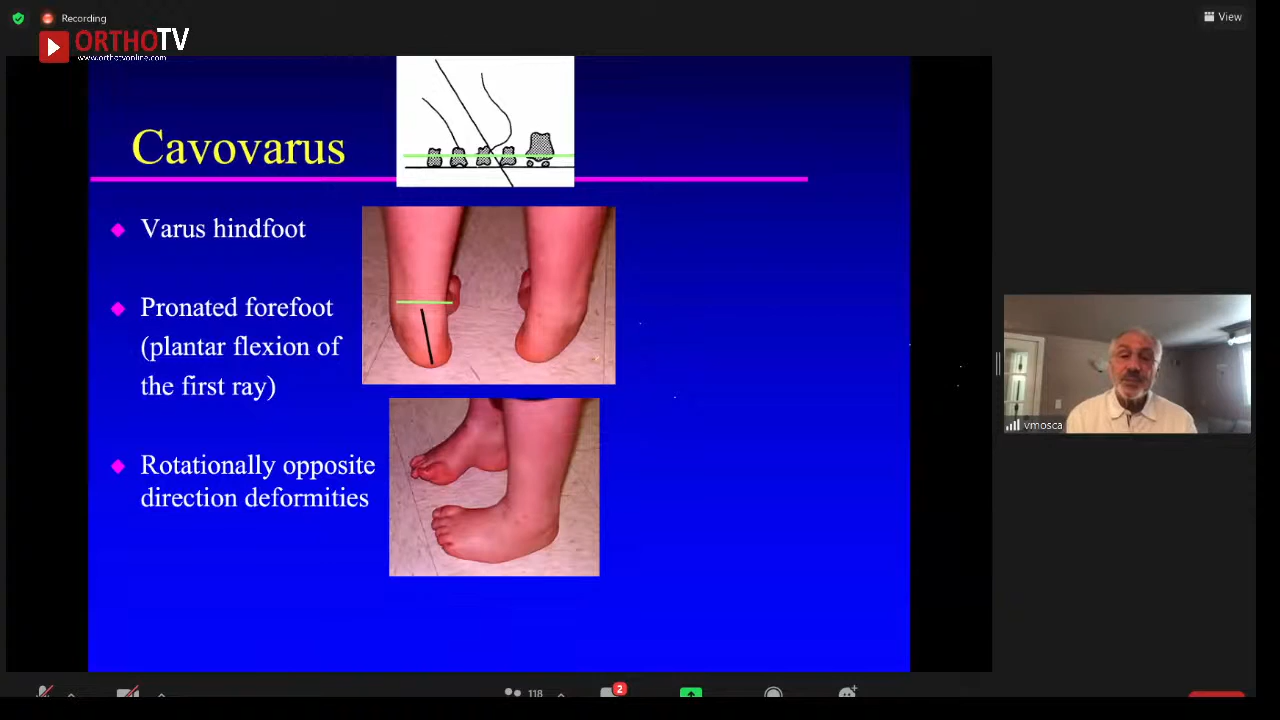 Recording
View
ORTHOTV
www.orthotvonline.com
Cavovarus
Varus hindfoot
Pronated forefoot
(plantar flexion of
the first ray)
Rotationally opposite
direction deformities
vmosca
118
2